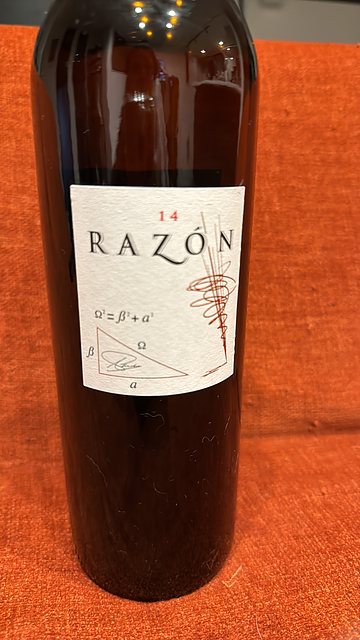 14
RAZÓN
Ω² = β² + a²
β
Ω
a